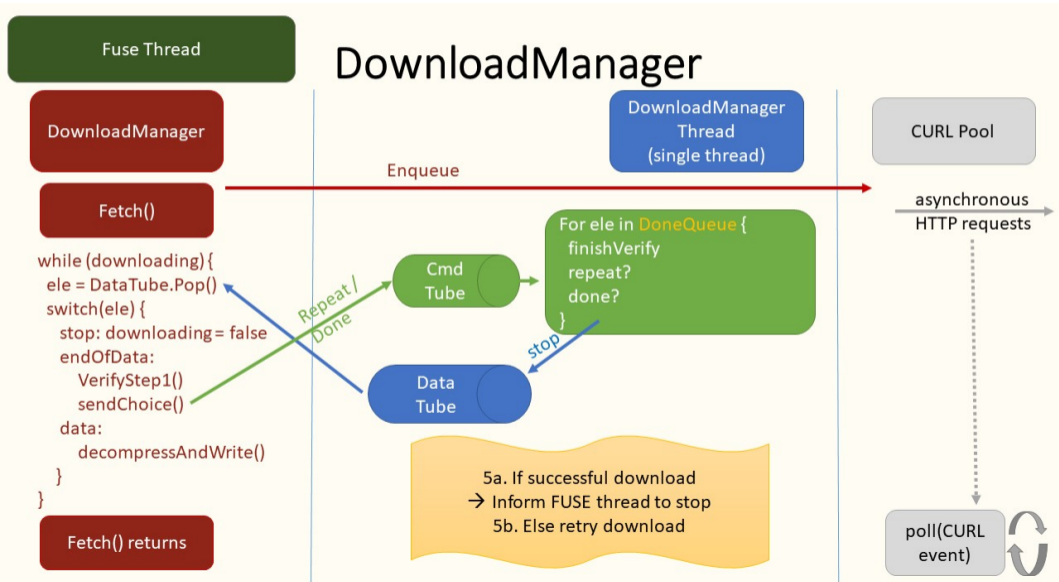 Fuse Thread
DownloadManager
DownloadManager
Fetch()
while (downloading) {
ele = DataTube.Pop()
switch(ele) {
stop: downloading = false
endOfData:
VerifyStep1()
sendChoice()
data:
decompressAndWrite()
}
}
Fetch() returns
Enqueue
Repeat /
Done
Cmd
Tube
Data
Tube
stop
DownloadManager
Thread
(single thread)
For ele in DoneQueue {
finishVerify
repeat?
done?
}
5a. If successful download
→ Inform FUSE thread to stop
5b. Else retry download
CURL Pool
asynchronous
HTTP requests
poll(CURL
event)